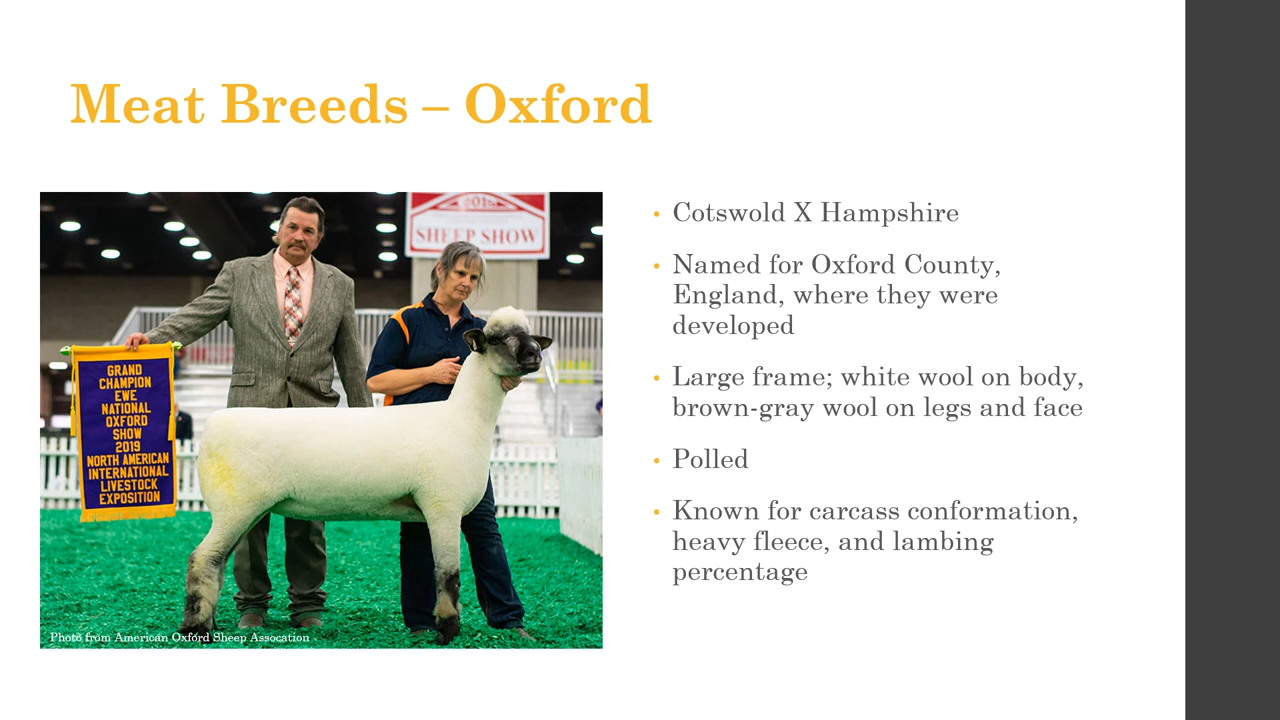 Meat Breeds – Oxford
2019
SHEEP SHOW
GRAND
CHAMPION
EWE
NATIONAL
OXFORD
SHOW
2019
NORTH AMERICAN
INTERNATIONAL
LIVESTOCK
EXPOSITION
Photo from American Oxford Sheep Assocation
• Cotswold X Hampshire
• Named for Oxford County,
England, where they were
developed
• Large frame; white wool on body,
brown-gray wool on legs and face
• Polled
• Known for carcass conformation,
heavy fleece, and lambing
percentage